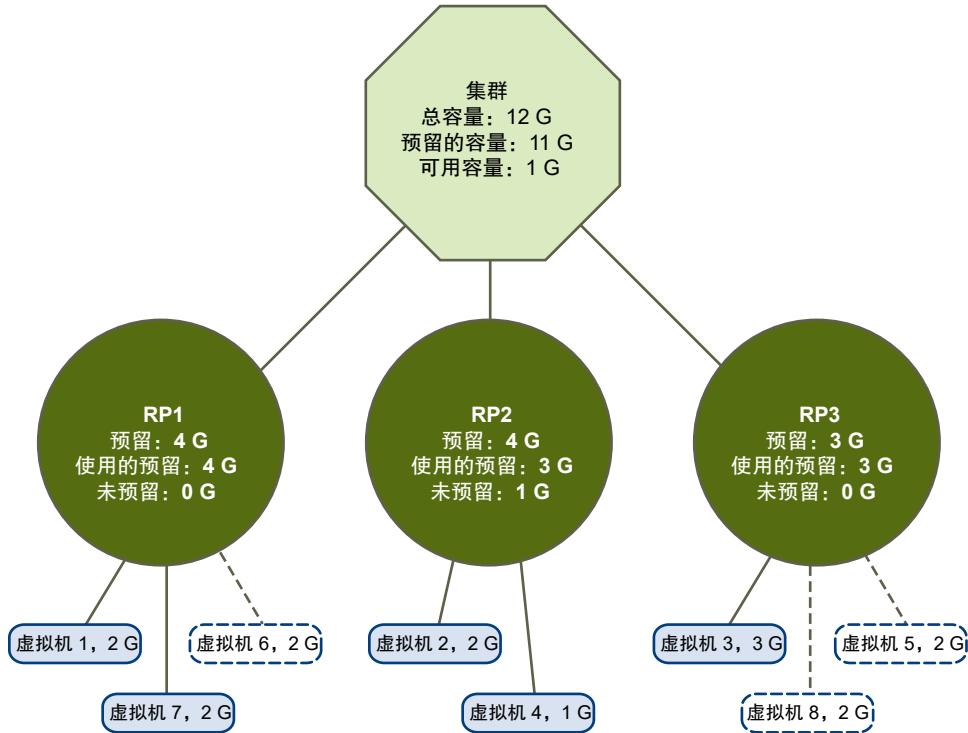 集群
总容量：12 G
预留的容量：11 G
可用容量：1 G
RP1
预留：4 G
使用的预留：4 G
未预留：0 G
RP2
预留：4 G
使用的预留：3 G
未预留：1 G
RP3
预留：3 G
使用的预留：3 G
未预留：0 G
虚拟机 1，2 G
虚拟机 6，2 G
虚拟机 2，2 G
虚拟机 3，3 G
虚拟机 5，2 G
虚拟机 7，2 G
虚拟机 4，1 G
虚拟机 8，2 G